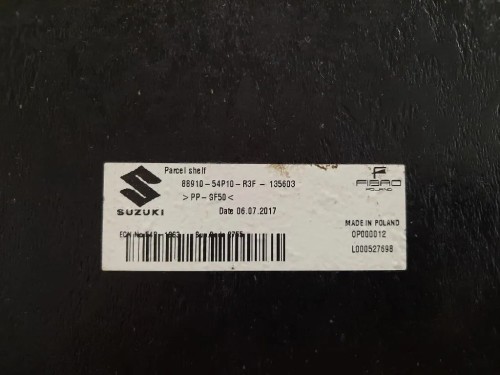 Parcel shelf
88910-54P10-R3F - 135603
>PP-GF50<
Date 06.07.2017
SUZUKI
FIBRO
POLAND
MADE IN POLAND
0P000012
L000527698